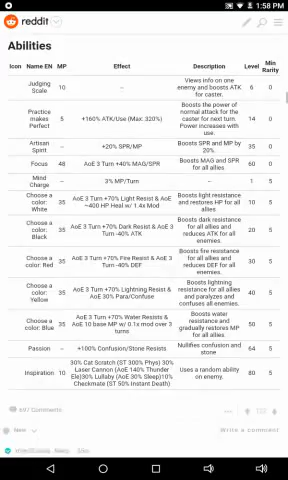 1:58 PM
reddit
Abilities
Icon Name EN MP Effect Description Level Min Rarity
Judging Scale 10 – Views info on one enemy and boosts ATK for caster. 6 0
Practice makes Perfect 5 +160% ATK/Use (Max: 320%) Boosts the power of normal attack for the caster for next turn. Power increases with use. 14 0
Artisan Spirit – +20% SPR/MP Boosts SPR and MP by 20%. 35 0
Focus 48 AoE 3 Turn +40% MAG/SPR Boosts MAG and SPR for all allies 60 0
Mind Charge – 3% MP/Turn – 1 5
Choose a color: White 35 AoE 3 Turn +70% Light Resist & AoE ~400 HP Heal w/ 1.4x Mod Boosts light resistance and restores HP for all allies 10 5
Choose a color: Black 35 AoE 3 Turn +70% Dark Resist & AoE 3 Turn -40% ATK Boosts dark resistance for all allies and reduces ATK for all enemies. 20 5
Choose a color: Red 35 AoE 3 Turn +70% Fire Resist & AoE 3 Turn -40% DEF Boosts fire resistance for all allies and reduces DEF for all enemies. 30 5
Choose a color: Yellow 35 AoE 3 Turn +70% Lightning Resist & AoE 30% Para/Confuse Boosts lightning resistance for all allies and paralyzes and confuses all enemies. 40 5
Choose a color: Blue 35 AoE 3 Turn +70% Water Resists & AoE 10 base MP w/ 0.1x mod over 3 turns Boosts water resistance and gradually restores MP for all allies. 50 5
Passion – +100% Confusion/Stone Resists Nullifies confusion and stone 64 5
Inspiration 10 30% Cat Scratch (ST 300% Phys) 30% Laser Cannon (AoE 140% Thunder Ele)30% Lullaby (AoE 30% Sleep)10% Checkmate (ST 50% Instant Death) Uses a random ability on enemy. 80 5
Comments
New Write a comment